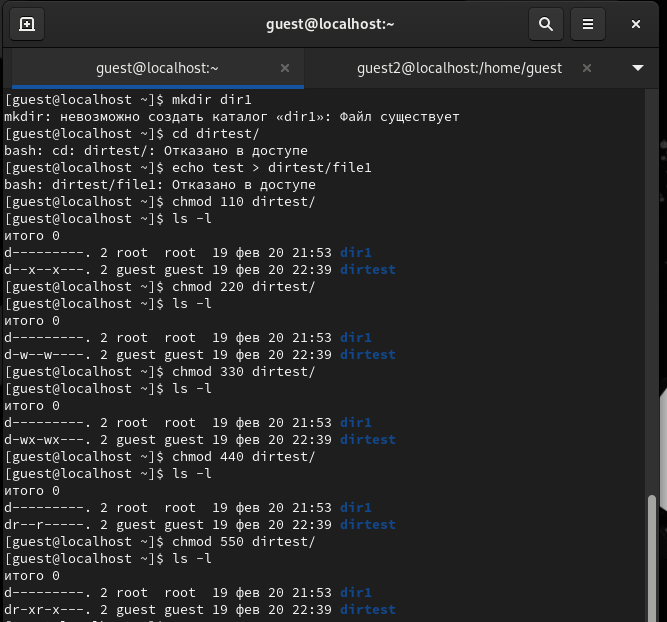 guest@localhost:~
guest@localhost:~ guest2@localhost:/home/guest
[guest@localhost ~]$ mkdir dir1
mkdir: невозможно создать каталог «dir1»: Файл существует
[guest@localhost ~]$ cd dirtest/
bash: cd: dirtest/: Отказано в доступе
[guest@localhost ~]$ echo test > dirtest/file1
bash: dirtest/file1: Отказано в доступе
[guest@localhost ~]$ chmod 110 dirtest/
[guest@localhost ~]$ ls -l
итого 0
d---------. 2 root  root  19 фев 20 21:53 dir1
d--x--x---. 2 guest guest 19 фев 20 22:39 dirtest
[guest@localhost ~]$ chmod 220 dirtest/
[guest@localhost ~]$ ls -l
итого 0
d---------. 2 root  root  19 фев 20 21:53 dir1
d-w--w----. 2 guest guest 19 фев 20 22:39 dirtest
[guest@localhost ~]$ chmod 330 dirtest/
[guest@localhost ~]$ ls -l
итого 0
d---------. 2 root  root  19 фев 20 21:53 dir1
d-wx-wx---. 2 guest guest 19 фев 20 22:39 dirtest
[guest@localhost ~]$ chmod 440 dirtest/
[guest@localhost ~]$ ls -l
итого 0
d---------. 2 root  root  19 фев 20 21:53 dir1
dr--r-----. 2 guest guest 19 фев 20 22:39 dirtest
[guest@localhost ~]$ chmod 550 dirtest/
[guest@localhost ~]$ ls -l
итого 0
d---------. 2 root  root  19 фев 20 21:53 dir1
dr-xr-x---. 2 guest guest 19 фев 20 22:39 dirtest